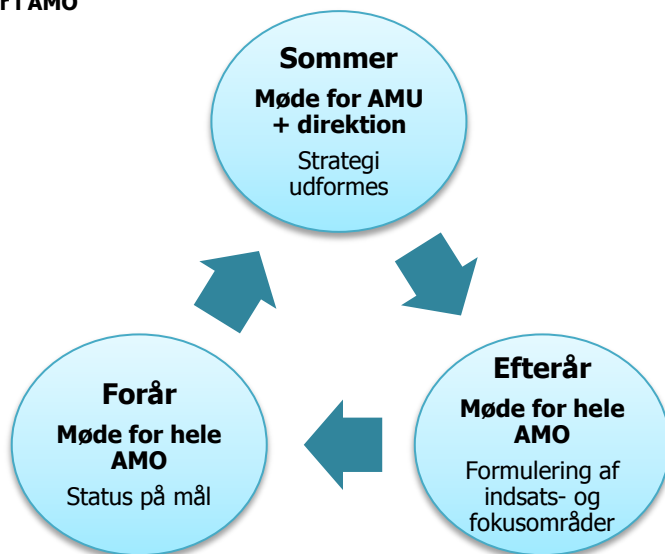 i AMO
Sommer
Møde for AMU
+ direktion
Strategi
udformes
Efterår
Møde for hele
AMO
Formulering af
indsats- og
fokusområder
Forår
Møde for hele
AMO
Status på mål